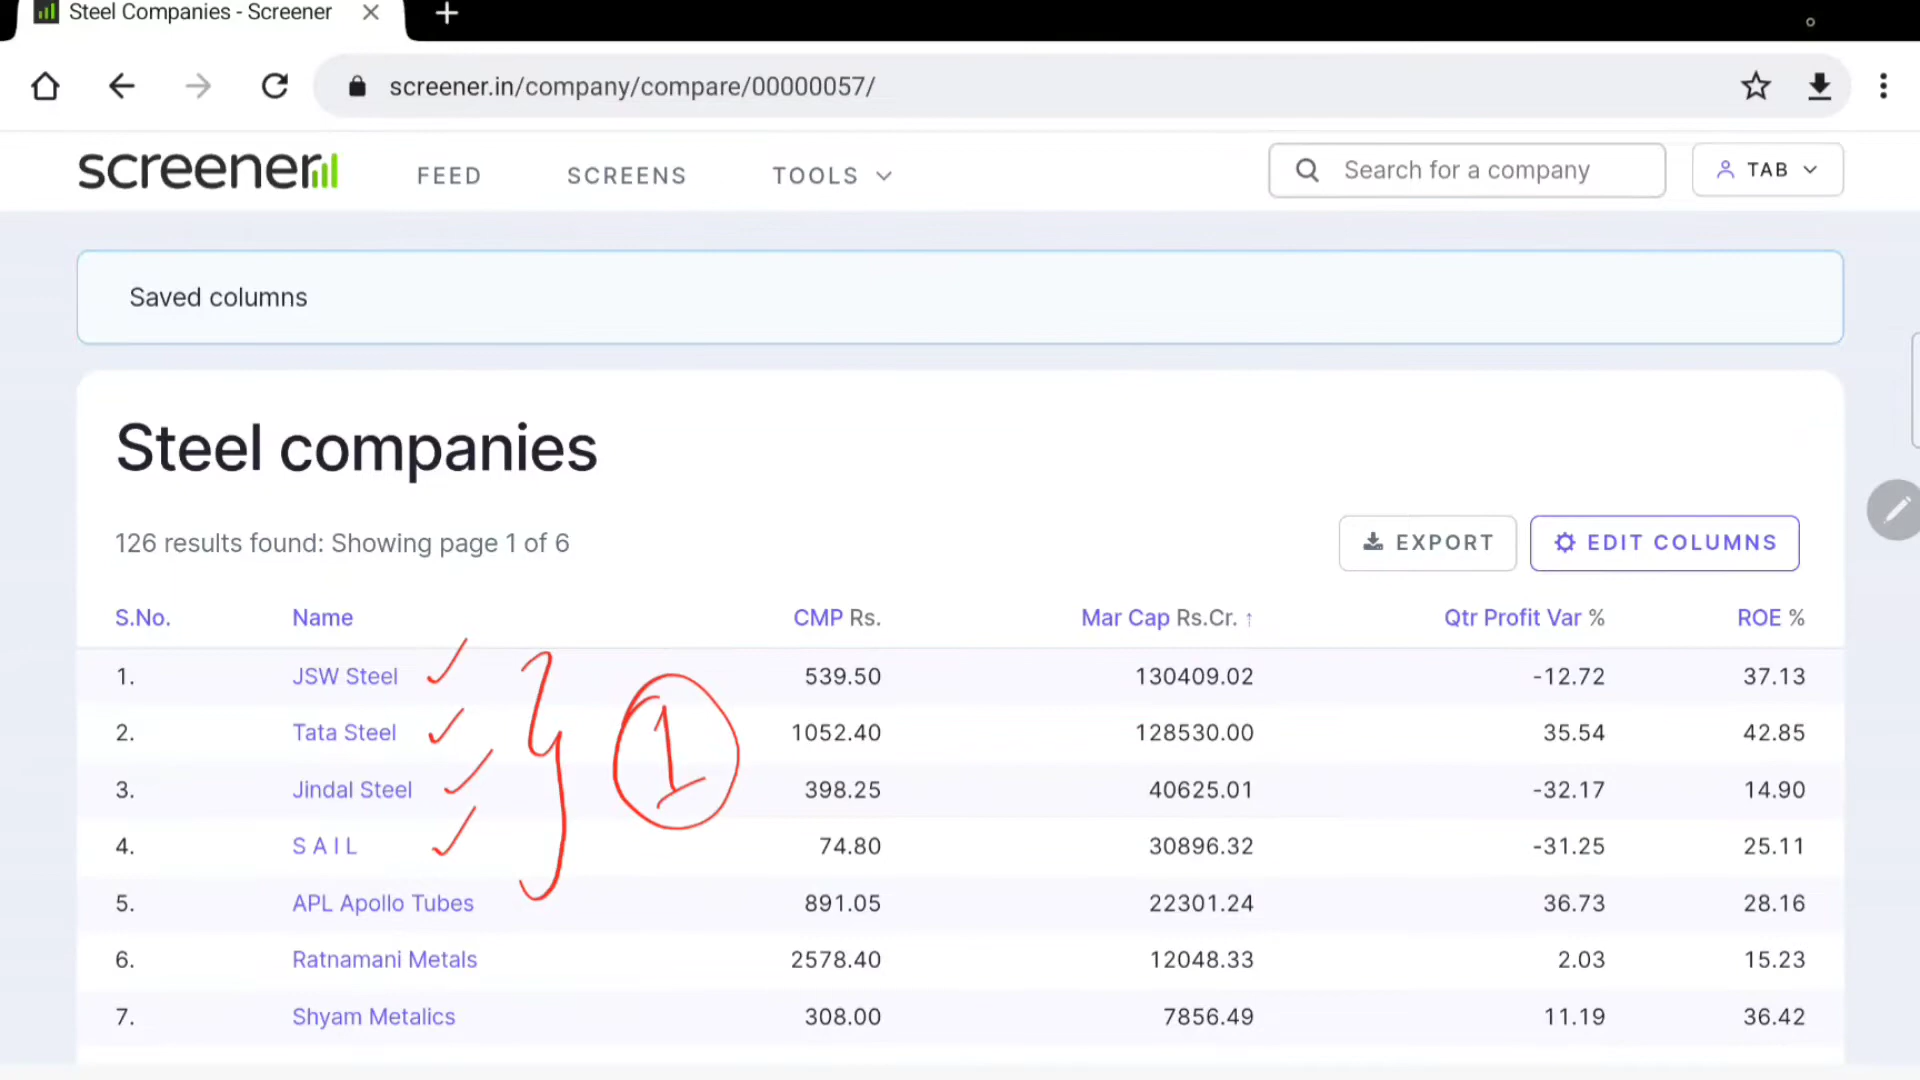 Steel Companies - Screener
screener.in/company/compare/00000057/
screener FEED SCREENS TOOLS Search for a company TAB
Saved columns
Steel companies
126 results found: Showing page 1 of 6 EXPORT EDIT COLUMNS
S.No. Name CMP Rs. Mar Cap Rs.Cr. ↑ Qtr Profit Var % ROE %
1. JSW Steel 539.50 130409.02 -12.72 37.13
2. Tata Steel 1052.40 128530.00 35.54 42.85
1
3. Jindal Steel 398.25 40625.01 -32.17 14.90
4. S A I L 74.80 30896.32 -31.25 25.11
5. APL Apollo Tubes 891.05 22301.24 36.73 28.16
6. Ratnamani Metals 2578.40 12048.33 2.03 15.23
7. Shyam Metalics 308.00 7856.49 11.19 36.42